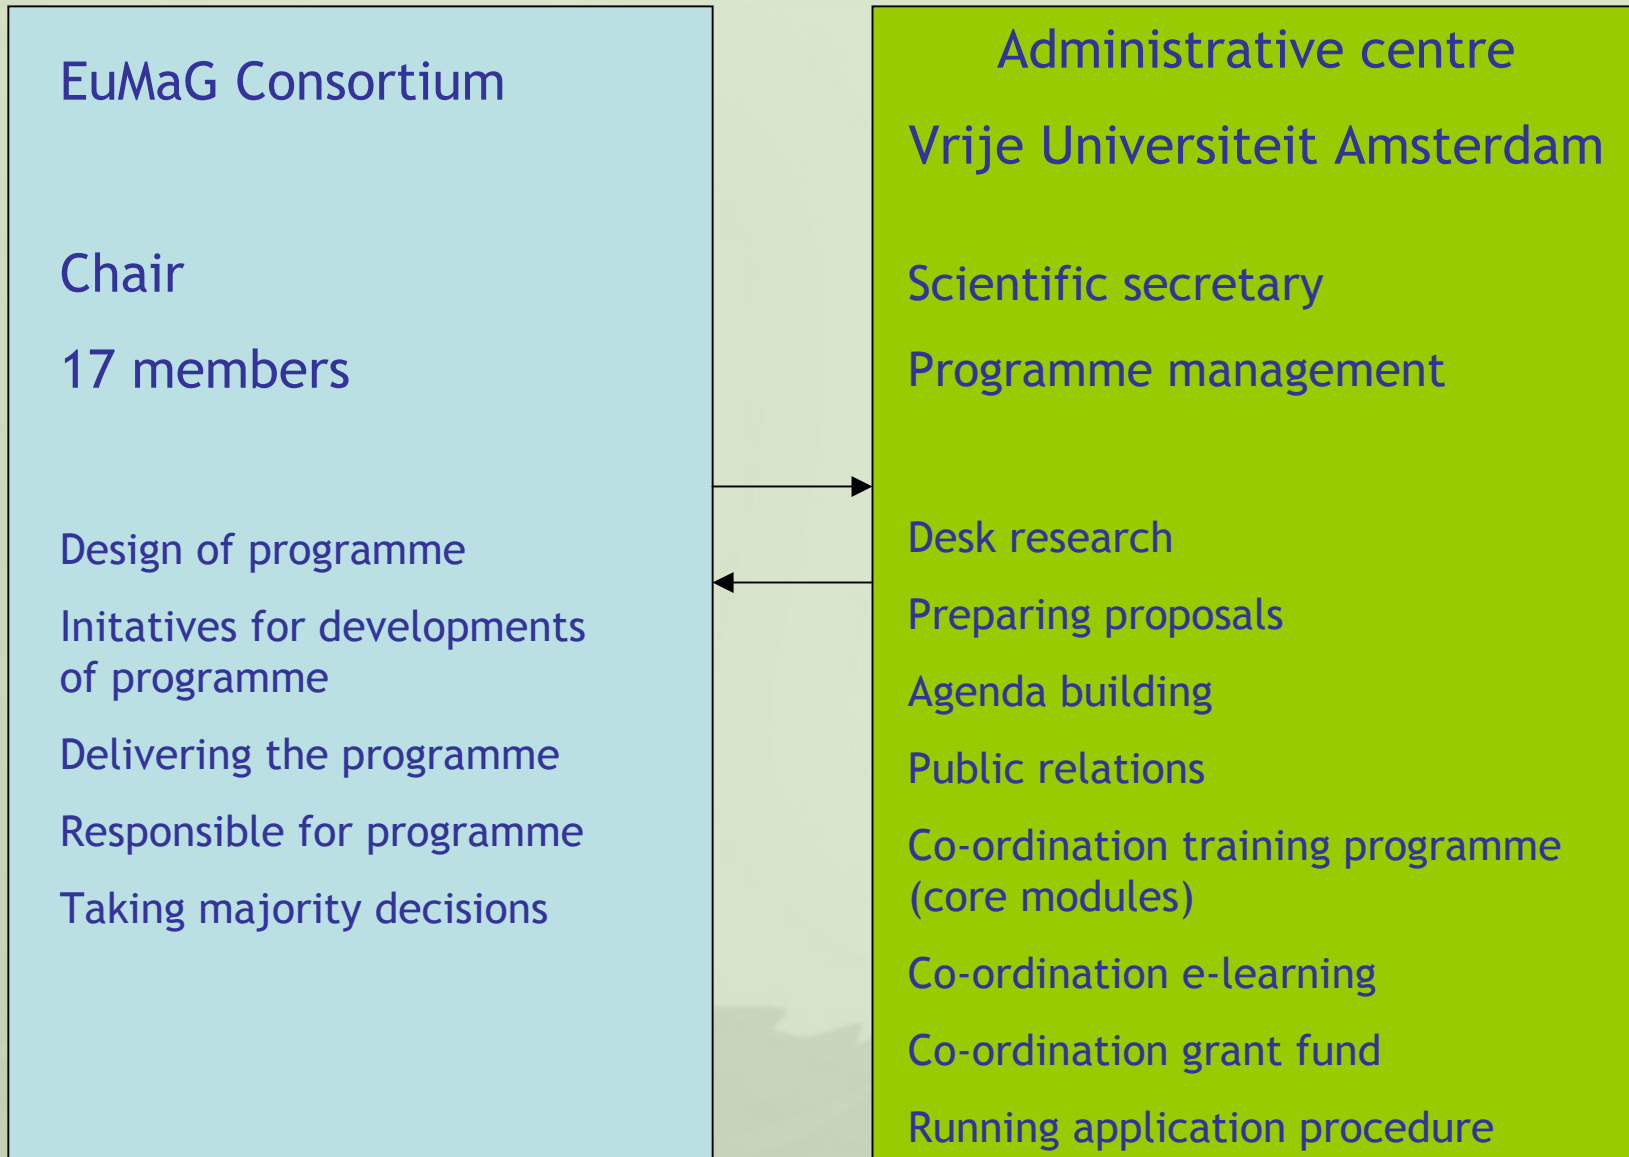 EuMaG Consortium
Chair
17 members
Design of programme
Initatives for developments
of programme
Delivering the programme
Responsible for programme
Taking majority decisions
Administrative centre
Vrije Universiteit Amsterdam
Scientific secretary
Programme management
Desk research
Preparing proposals
Agenda building
Public relations
Co-ordination training programme
(core modules)
Co-ordination e-learning
Co-ordination grant fund
Running application procedure